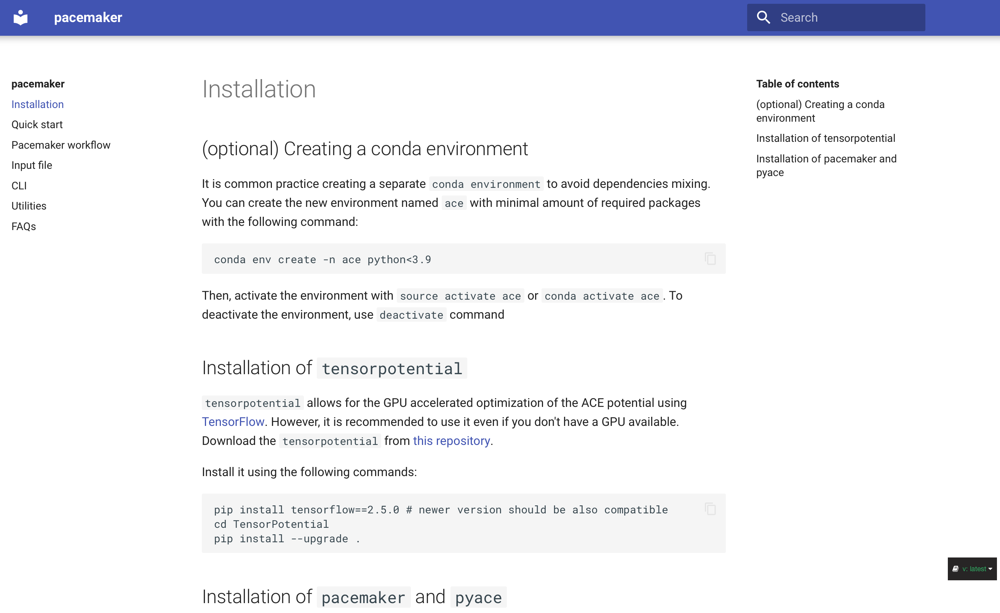 pacemaker
Search
pacemaker
Installation
Quick start
Pacemaker workflow
Input file
CLI
Utilities
FAQs
Installation
(optional) Creating a conda environment
It is common practice creating a separate conda environment to avoid dependencies mixing.
You can create the new environment named ace with minimal amount of required packages
with the following command:
conda env create -n ace python<3.9
Then, activate the environment with source activate ace or conda activate ace. To
deactivate the environment, use deactivate command
Installation of tensorpotential
tensorpotential allows for the GPU accelerated optimization of the ACE potential using
TensorFlow. However, it is recommended to use it even if you don't have a GPU available.
Download the tensorpotential from this repository.
Install it using the following commands:
pip install tensorflow==2.5.0 # newer version should be also compatible
cd TensorPotential
pip install --upgrade .
Installation of pacemaker and pyace
Table of contents
(optional) Creating a conda
environment
Installation of tensorpotential
Installation of pacemaker and
pyace
v: latest